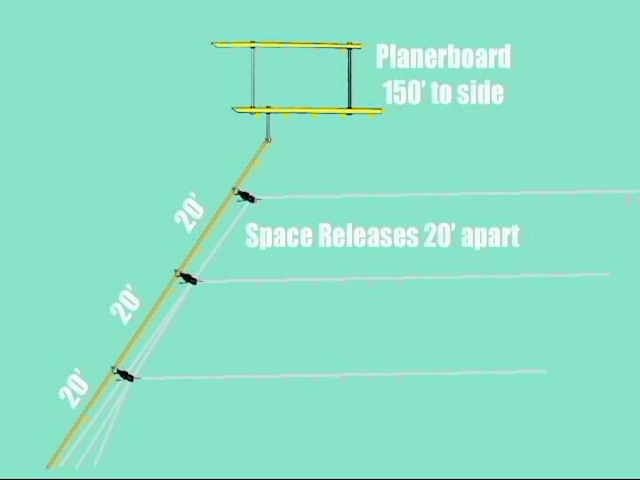 Planerboard
150' to side
20'
Space Releases 20' apart
20'
20'